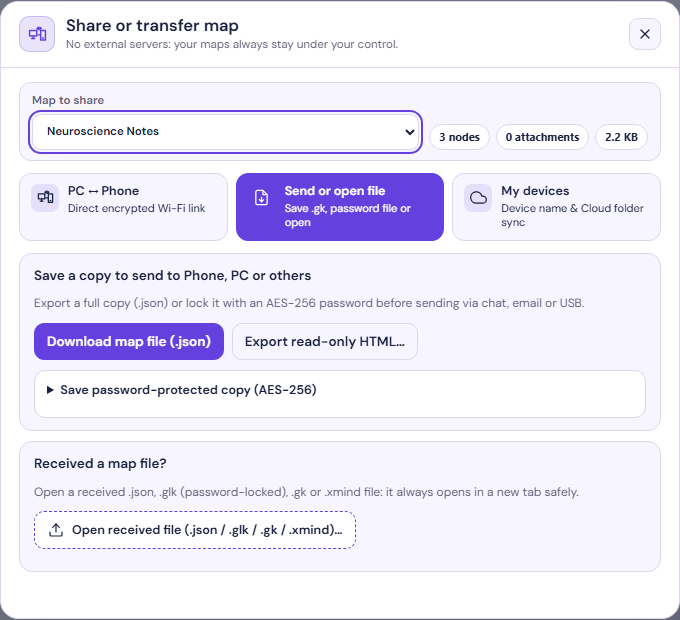 Share or transfer map
No external servers: your maps always stay under your control.
Map to share
Neuroscience Notes
3 nodes
0 attachments
2.2 KB
PC ↔ Phone
Direct encrypted Wi-Fi link
Send or open file
Save .gk, password file or
open
My devices
Device name & Cloud folder
sync
Save a copy to send to Phone, PC or others
Export a full copy (.json) or lock it with an AES-256 password before sending via chat, email or USB.
Download map file (.json)
Export read-only HTML...
Save password-protected copy (AES-256)
Received a map file?
Open a received .json, .glk (password-locked), .gk or .xmind file: it always opens in a new tab safely.
Open received file (.json / .glk / .gk / .xmind)...